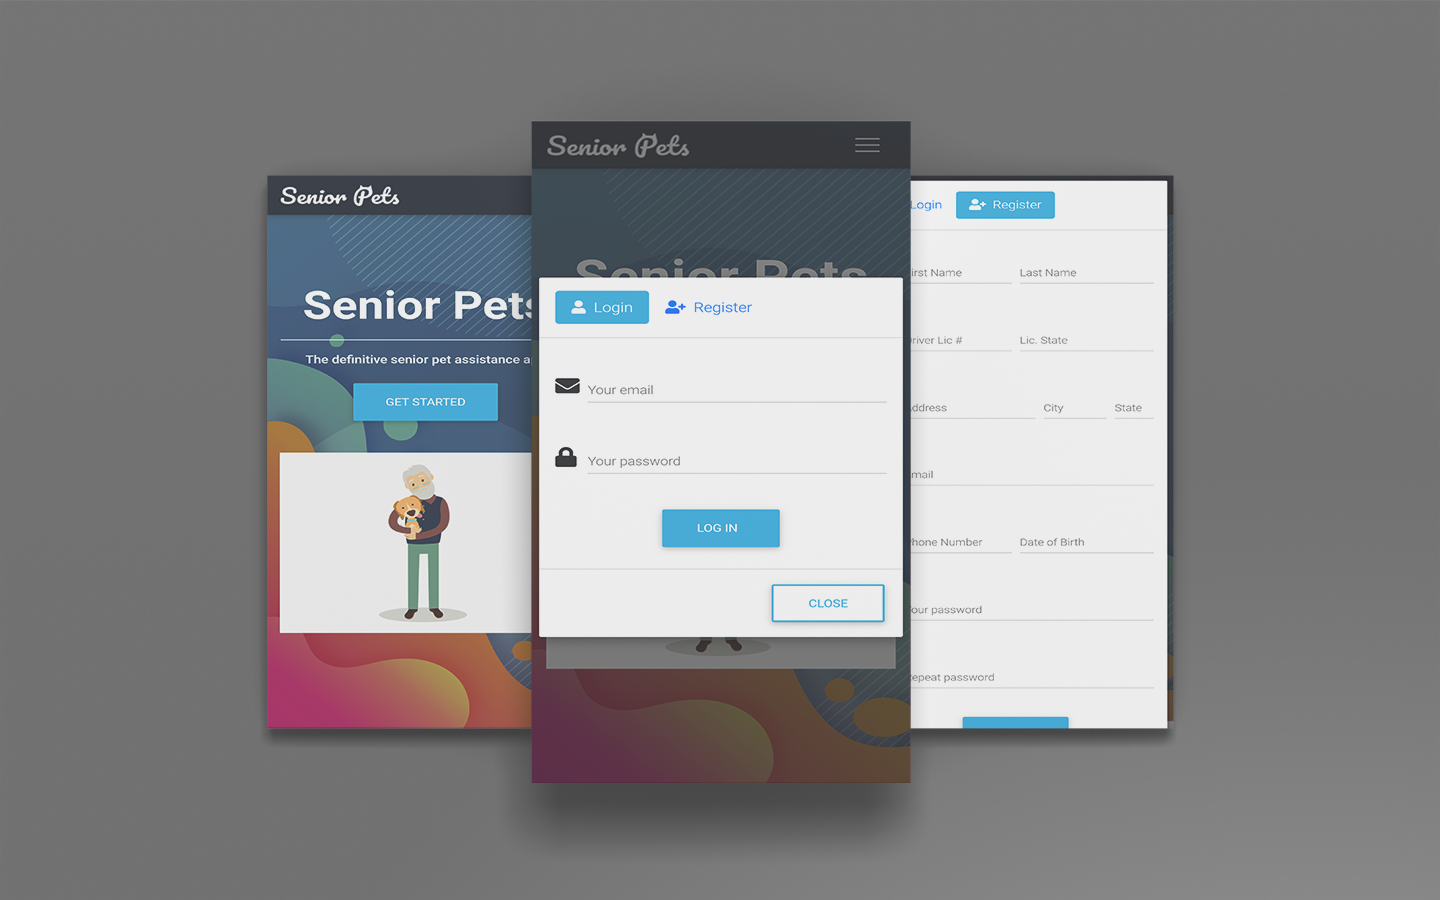 Senior Pets
Senior Pets
The definitive senior pet assistance a
GET STARTED
Senior Pets
Senior Pets
Login
Register
Your email
Your password
LOG IN
CLOSE
Login
Register
irst Name
Last Name
river Lic #
Lic. State
ddress
City
State
mail
hone Number
Date of Birth
our password
epeat password